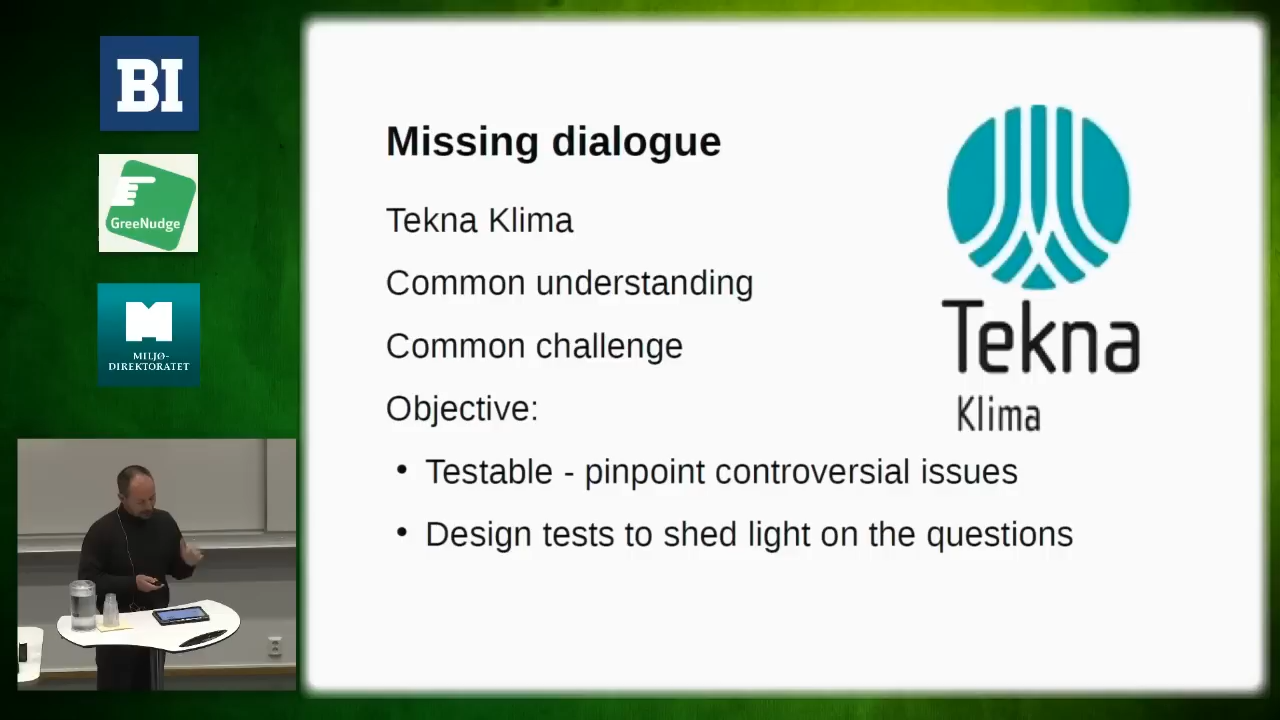 BI
GreeNudge
MILJØ-
DIREKTORATET
Missing dialogue
Tekna Klima
Common understanding
Common challenge
Objective:
• Testable - pinpoint controversial issues
• Design tests to shed light on the questions
Tekna
Klima